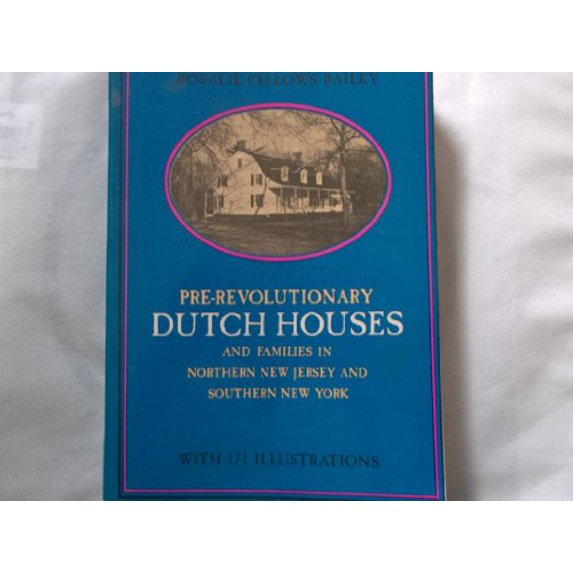 ROSALIE FELLOWS BAILEY
PRE-REVOLUTIONARY
DUTCH HOUSES
AND FAMILIES IN
NORTHERN NEW JERSEY AND
SOUTHERN NEW YORK
WITH 171 ILLUSTRATIONS